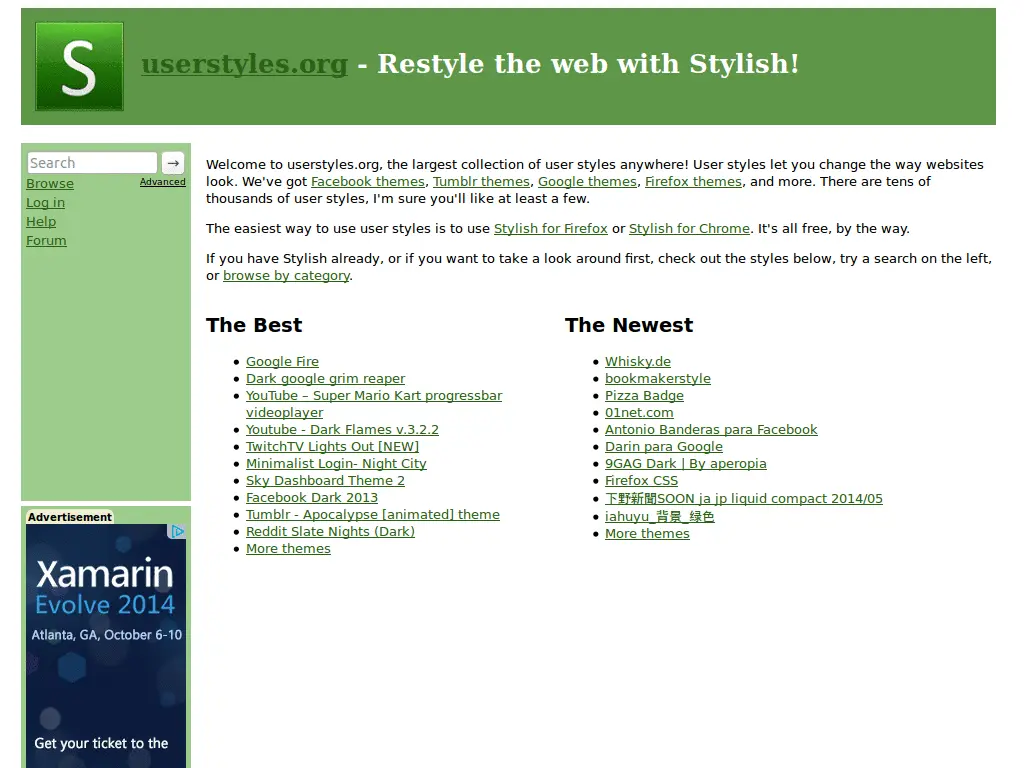 S
userstyles.org - Restyle the web with Stylish!
Search →
Browse Advanced
Log in
Help
Forum
Welcome to userstyles.org, the largest collection of user styles anywhere! User styles let you change the way websites
look. We've got Facebook themes, Tumblr themes, Google themes, Firefox themes, and more. There are tens of
thousands of user styles, I'm sure you'll like at least a few.
The easiest way to use user styles is to use Stylish for Firefox or Stylish for Chrome. It's all free, by the way.
If you have Stylish already, or if you want to take a look around first, check out the styles below, try a search on the left,
or browse by category.
The Best
Google Fire
Dark google grim reaper
YouTube – Super Mario Kart progressbar
videoplayer
Youtube - Dark Flames v.3.2.2
TwitchTV Lights Out [NEW]
Minimalist Login- Night City
Sky Dashboard Theme 2
Facebook Dark 2013
Tumblr - Apocalypse [animated] theme
Reddit Slate Nights (Dark)
More themes
The Newest
Whisky.de
bookmakerstyle
Pizza Badge
01net.com
Antonio Banderas para Facebook
Darin para Google
9GAG Dark | By aperopia
Firefox CSS
下野新聞SOON ja jp liquid compact 2014/05
iahuyu_背景_绿色
More themes
Advertisement
Xamarin
Evolve 2014
Atlanta, GA, October 6-10
Get your ticket to the